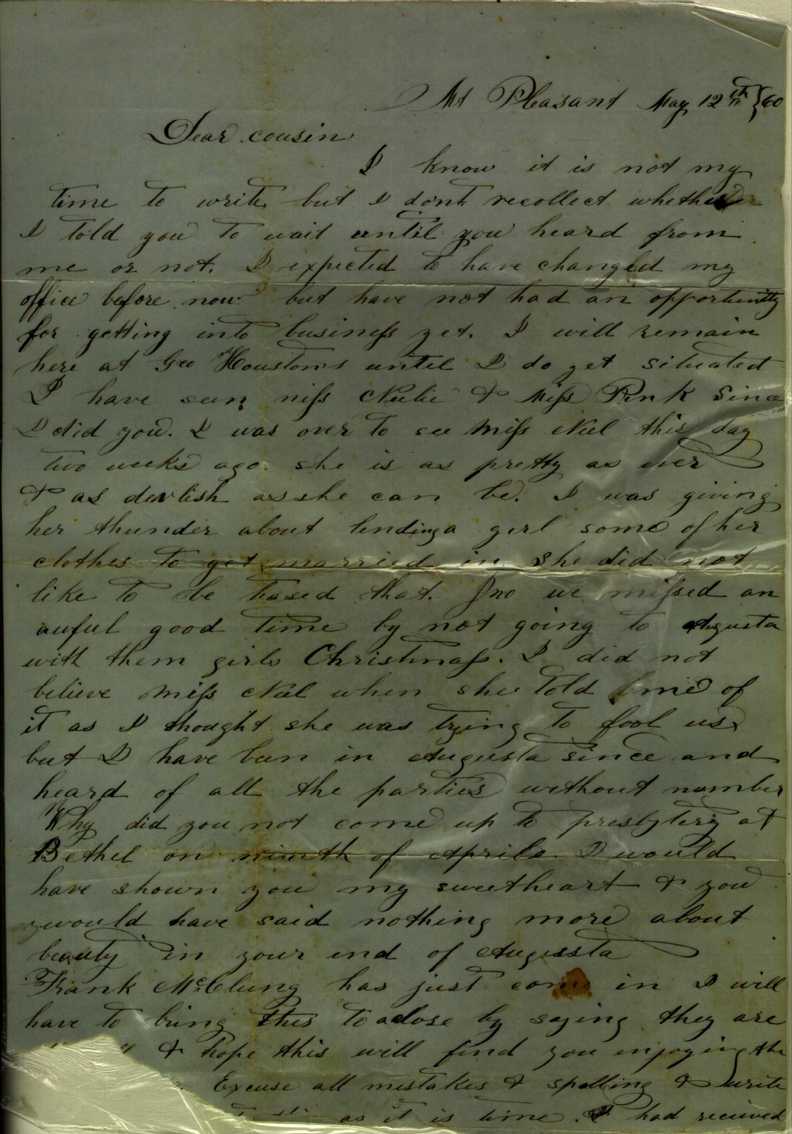 Mt Pleasant May 12th 60
Dear cousin
I know it is not my
time to write but I dont recollect whether
I told you to wait until you heard from
me or not. I expected to have changed my
office before now but have not had an opportunity
for getting into business yet. I will remain
here at Geo Houstons until I do get situated
I have seen miss Nelie & Miss Pink Since
I did you. I was over to see Miss Nel this day
two weeks ago. she is as pretty as ever
& as devlish as she can be. I was giving
her thunder about lending a girl some of her
clothes to get married in she did not
like to be teased that. Jno we missed an
awful good time by not going to Augusta
with them girls Christmass. I did not
believe Miss Nel when she told me of
it as I thought she was trying to fool us
but I have been in Augusta since and
heard of all the parties without number
Why did you not come up to presbytery at
Bethel on ninth of Aprile. I would
have shown you my sweetheart & you
would have said nothing more about
beauty in your end of Augussta
Frank McClung has just come in I will
have to bring this to a close by saying they are
& hope this will find you enjoying the
Excuse all mistakes & spelling & write
as it is time. I had received